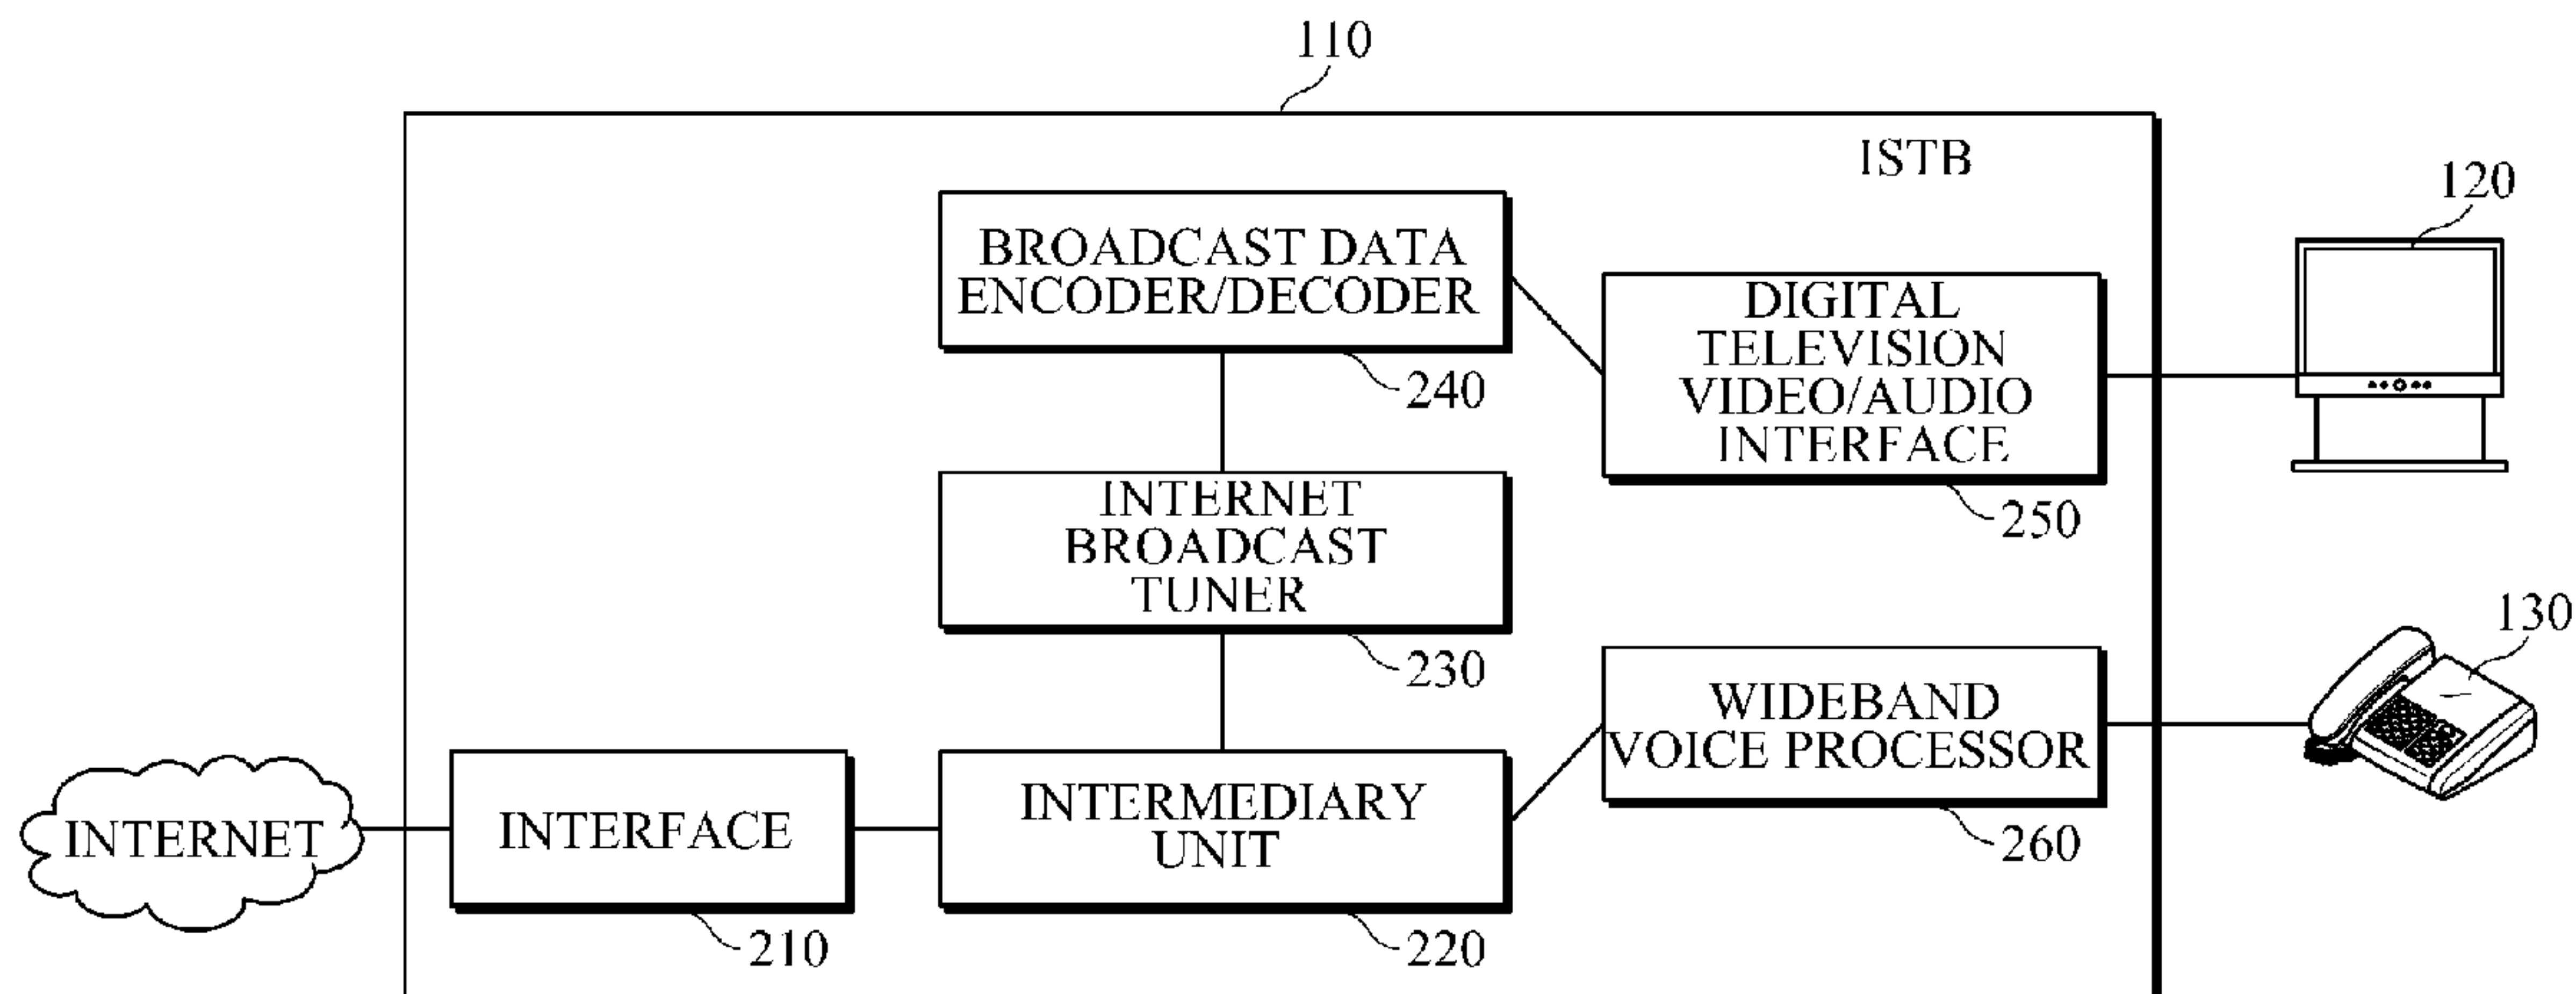 110
ISTB
120
BROADCAST DATA
ENCODER/DECODER
240
DIGITAL
TELEVISION
VIDEO/AUDIO
INTERFACE
250
INTERNET
BROADCAST
TUNER
230
130
WIDEBAND
VOICE PROCESSOR
260
INTERNET
INTERFACE
210
INTERMEDIARY
UNIT
220